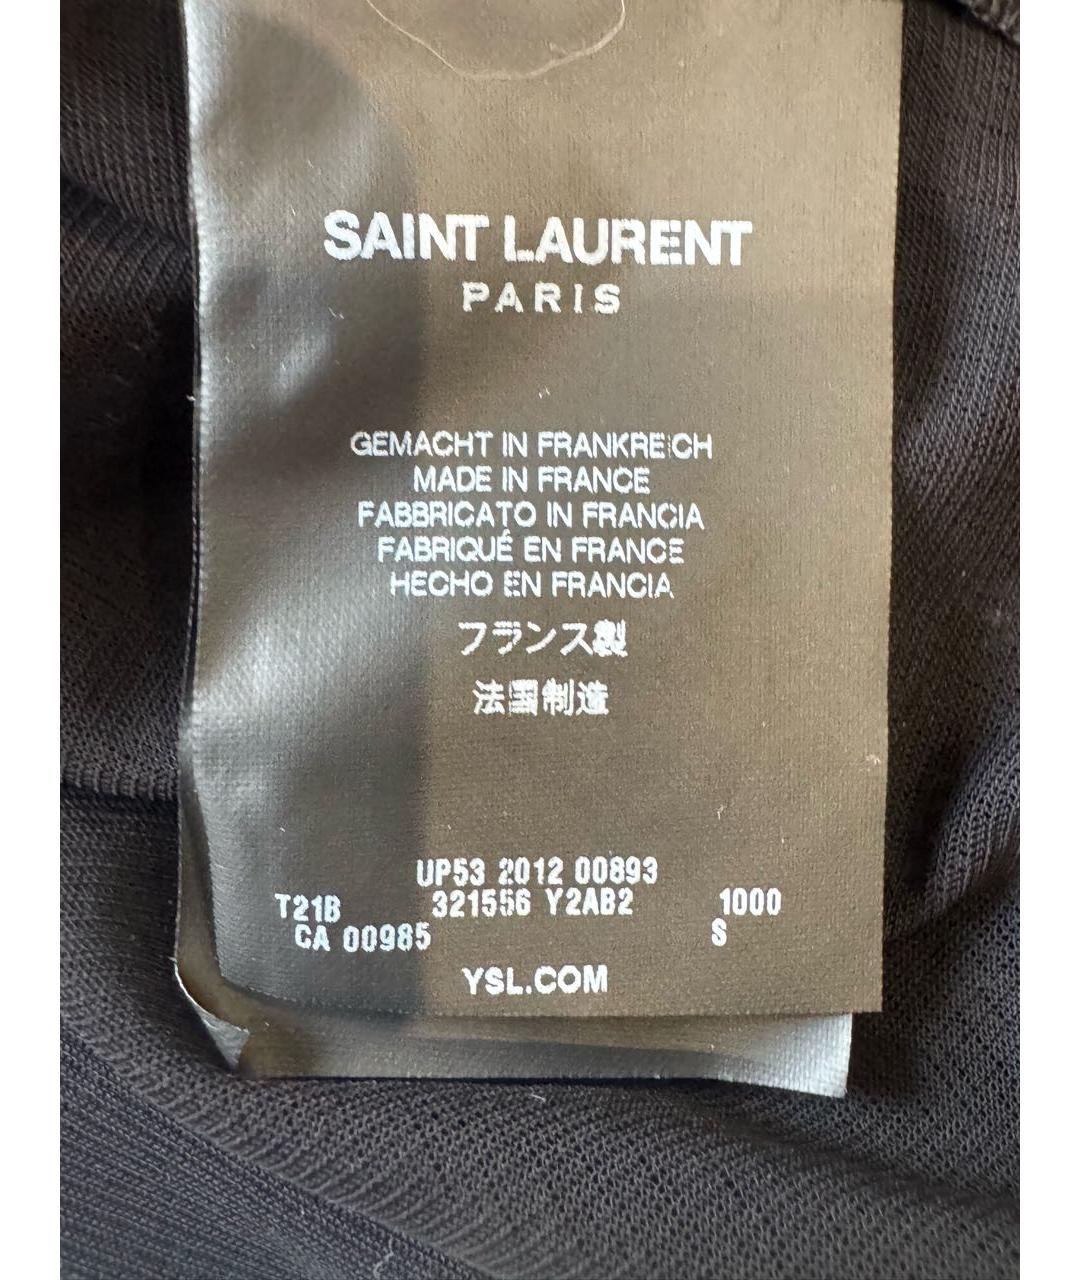 SAINT LAURENT
PARIS
GEMACHT IN FRANKREICH
MADE IN FRANCE
FABBRICATO IN FRANCIA
FABRIQUÉ EN FRANCE
HECHO EN FRANCIA
フランス製
法国制造
UP53 2012 00893
T21B 321556 Y2AB2 1000
CA 00985 S
YSL.COM